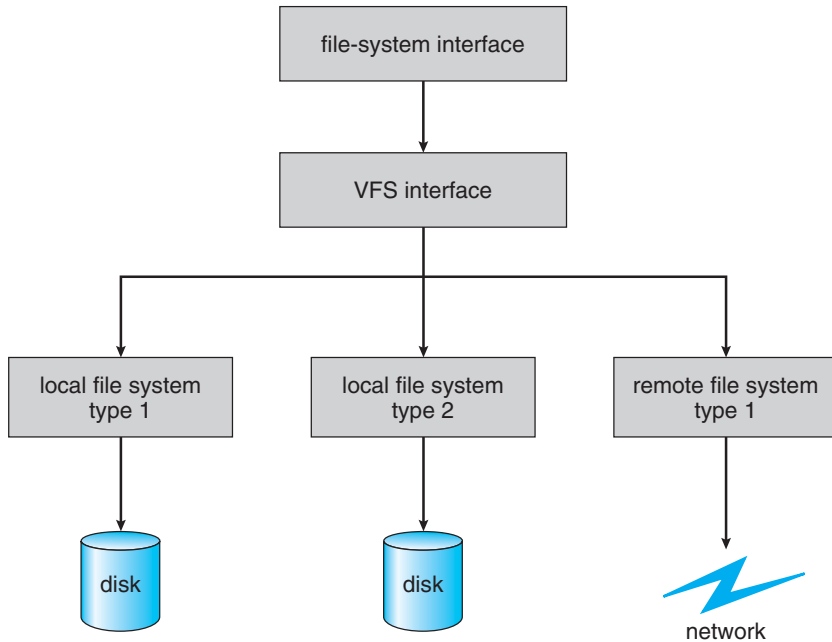 file-system interface
VFS interface
local file system
type 1
local file system
type 2
remote file system
type 1
disk
disk
network